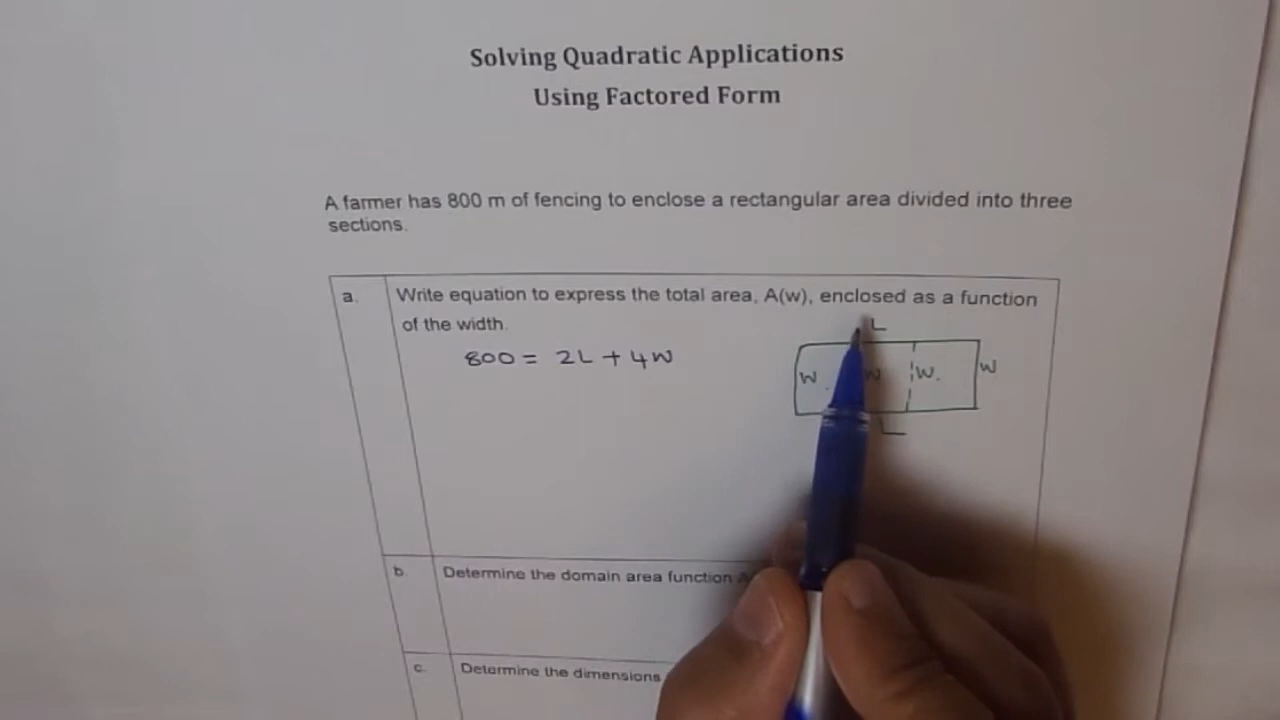 Solving Quadratic Applications
Using Factored Form
A farmer has 800 m of fencing to enclose a rectangular area divided into three
sections.
a. Write equation to express the total area, A(w), enclosed as a function
of the width.
L
800 = 2L + 4W
W W W. W
L
b. Determine the domain area function
c. Determine the dimensions